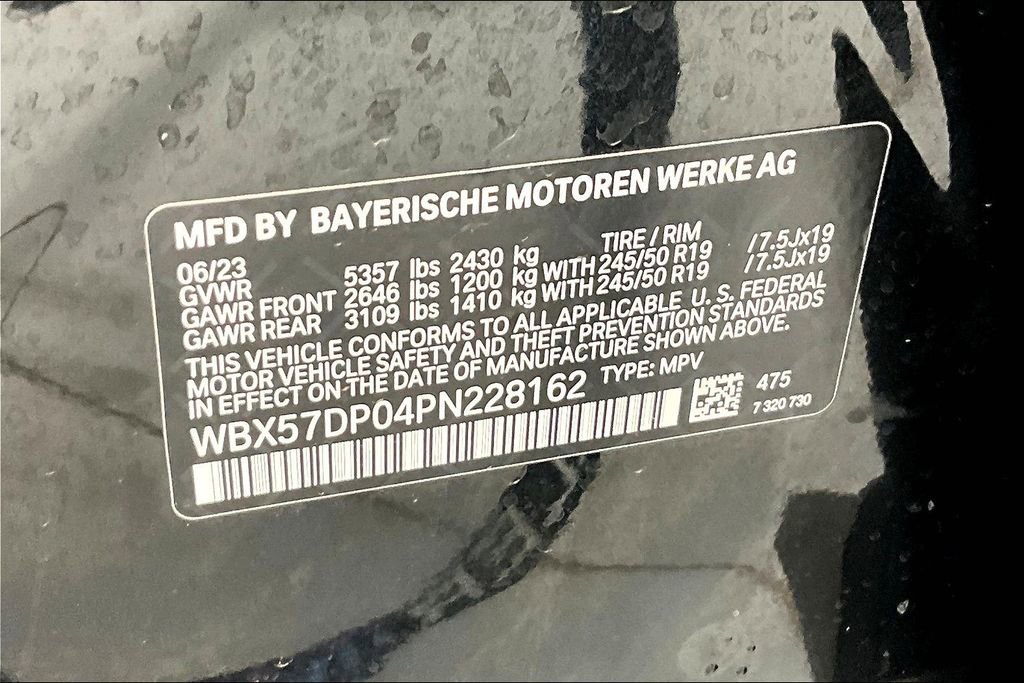 MFD BY BAYERISCHE MOTOREN WERKE AG
06/23 TIRE / RIM
GVWR 5357 lbs 2430 kg
GAWR FRONT 2646 lbs 1200 kg WITH 245/50 R19 /7.5Jx19
GAWR REAR 3109 lbs 1410 kg WITH 245/50 R19 /7.5Jx19
THIS VEHICLE CONFORMS TO ALL APPLICABLE U. S. FEDERAL
MOTOR VEHICLE SAFETY AND THEFT PREVENTION STANDARDS
IN EFFECT ON THE DATE OF MANUFACTURE SHOWN ABOVE.
WBX57DP04PN228162 TYPE: MPV
475
7 320 730